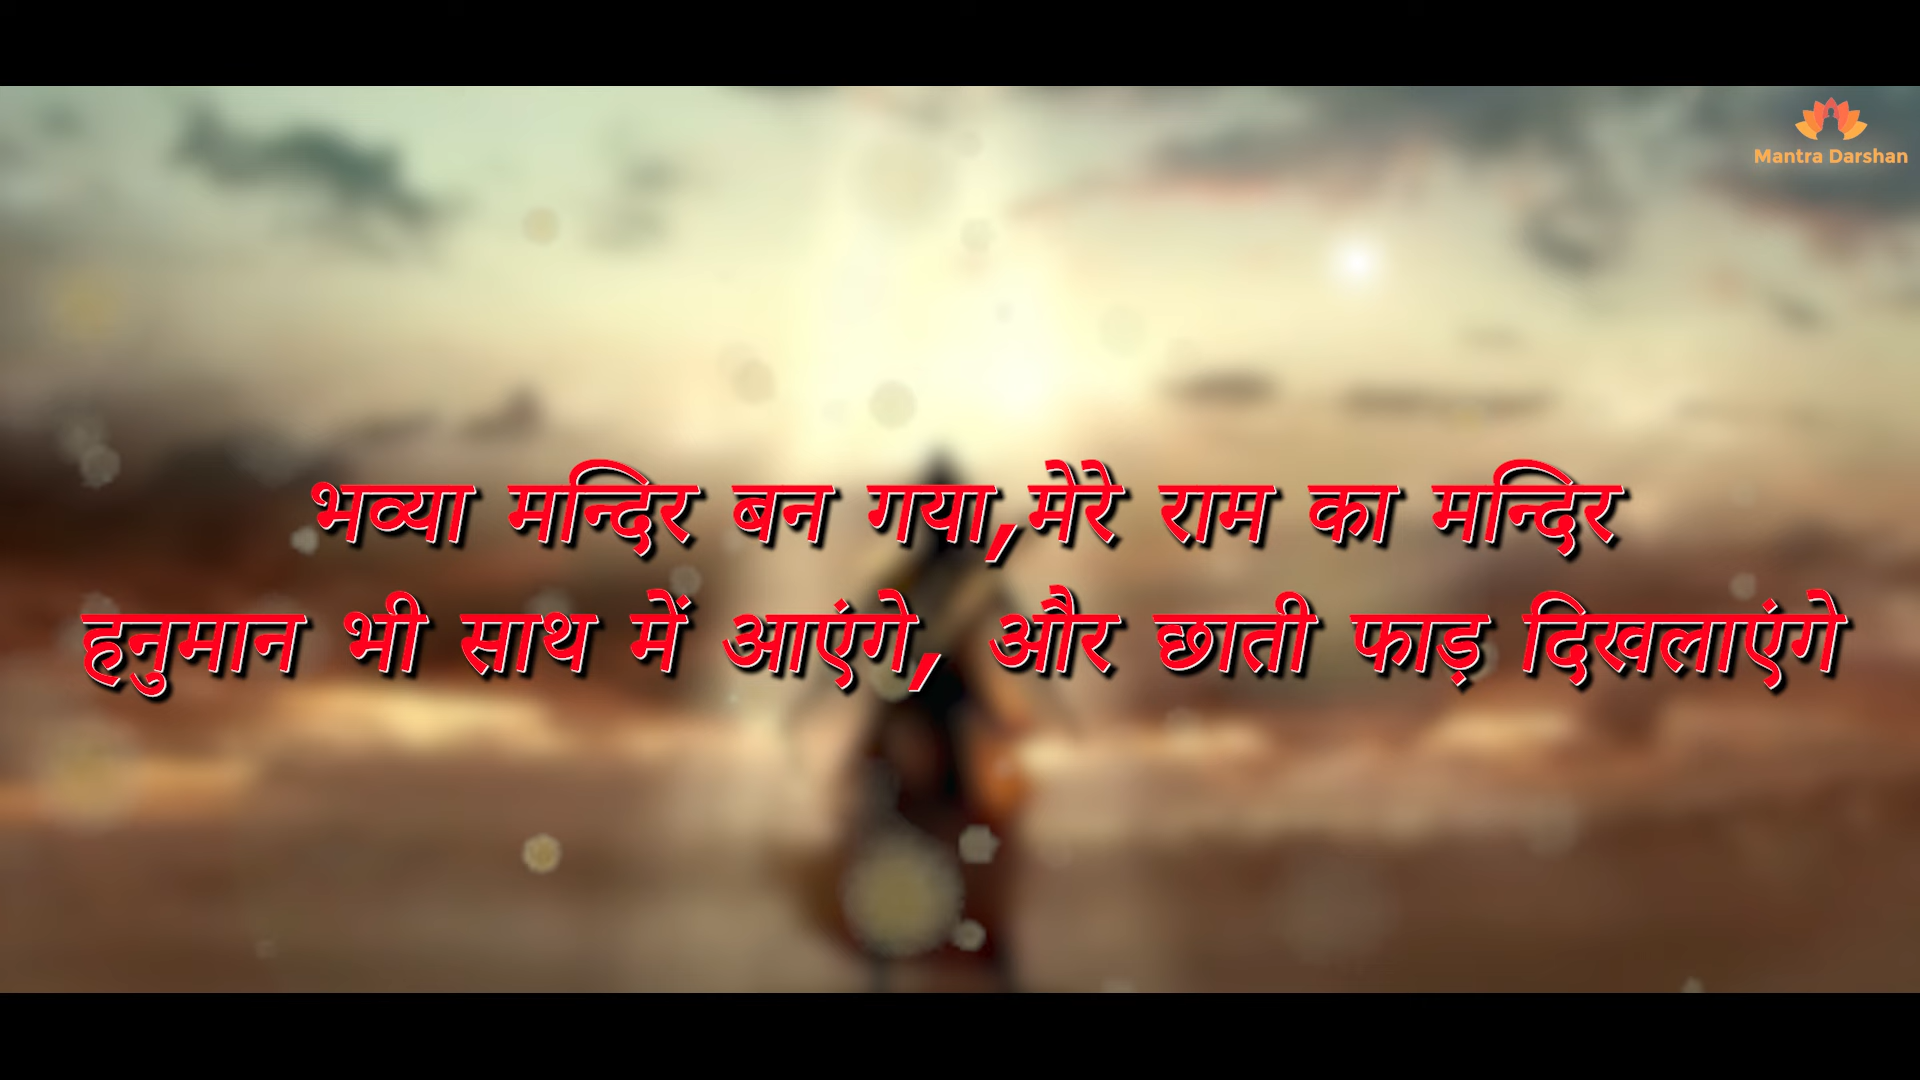 Mantra Darshan
भव्या मन्दिर बन गया,मेरे राम का मन्दिर
हनुमान भी साथ में आएंगे, और छाती फाड़ दिखलाएंगे